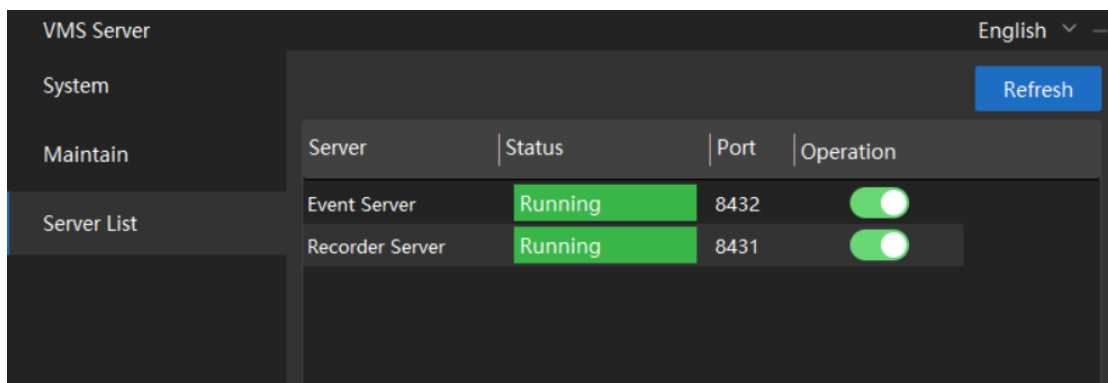 VMS Server English
System Refresh
Maintain Server Status Port Operation
Event Server Running 8432
Server List
Recorder Server Running 8431